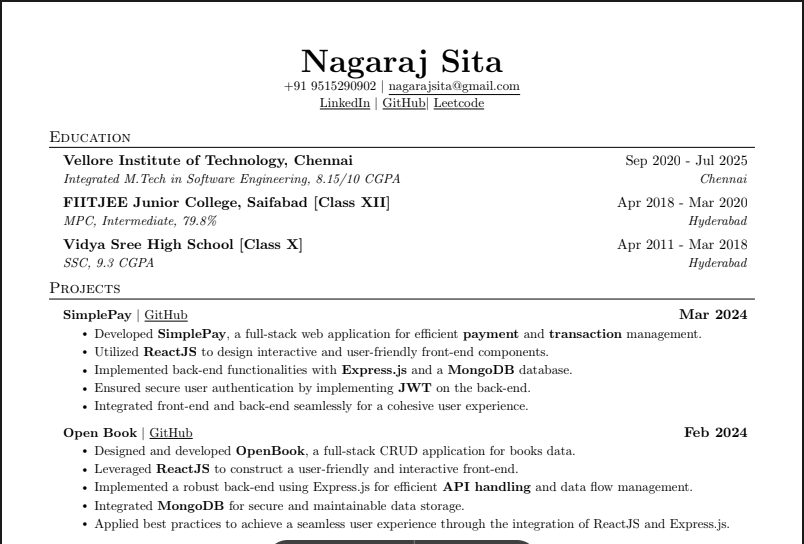 Nagaraj Sita
+91 9515290902 | nagarajsita@gmail.com
LinkedIn | GitHub| Leetcode
Education
Vellore Institute of Technology, Chennai Sep 2020 - Jul 2025
Integrated M.Tech in Software Engineering, 8.15/10 CGPA Chennai
FIITJEE Junior College, Saifabad [Class XII] Apr 2018 - Mar 2020
MPC, Intermediate, 79.8% Hyderabad
Vidya Sree High School [Class X] Apr 2011 - Mar 2018
SSC, 9.3 CGPA Hyderabad
Projects
SimplePay | GitHub Mar 2024
• Developed SimplePay, a full-stack web application for efficient payment and transaction management.
• Utilized ReactJS to design interactive and user-friendly front-end components.
• Implemented back-end functionalities with Express.js and a MongoDB database.
• Ensured secure user authentication by implementing JWT on the back-end.
• Integrated front-end and back-end seamlessly for a cohesive user experience.
Open Book | GitHub Feb 2024
• Designed and developed OpenBook, a full-stack CRUD application for books data.
• Leveraged ReactJS to construct a user-friendly and interactive front-end.
• Implemented a robust back-end using Express.js for efficient API handling and data flow management.
• Integrated MongoDB for secure and maintainable data storage.
• Applied best practices to achieve a seamless user experience through the integration of ReactJS and Express.js.